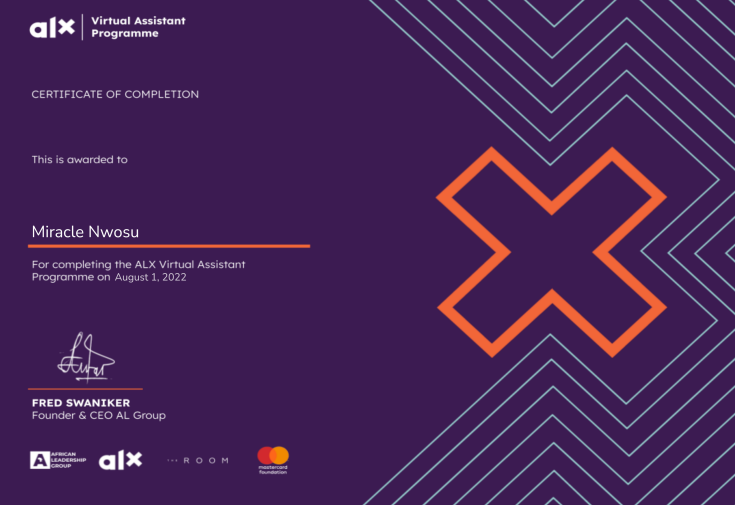 alx
Virtual Assistant
Programme
CERTIFICATE OF COMPLETION
This is awarded to
Miracle Nwosu
For completing the ALX Virtual Assistant
Programme on August 1, 2022
FRED SWANIKER
Founder & CEO AL Group
A
AFRICAN
LEADERSHIP
GROUP
alx
ROOM
mastercard
foundation